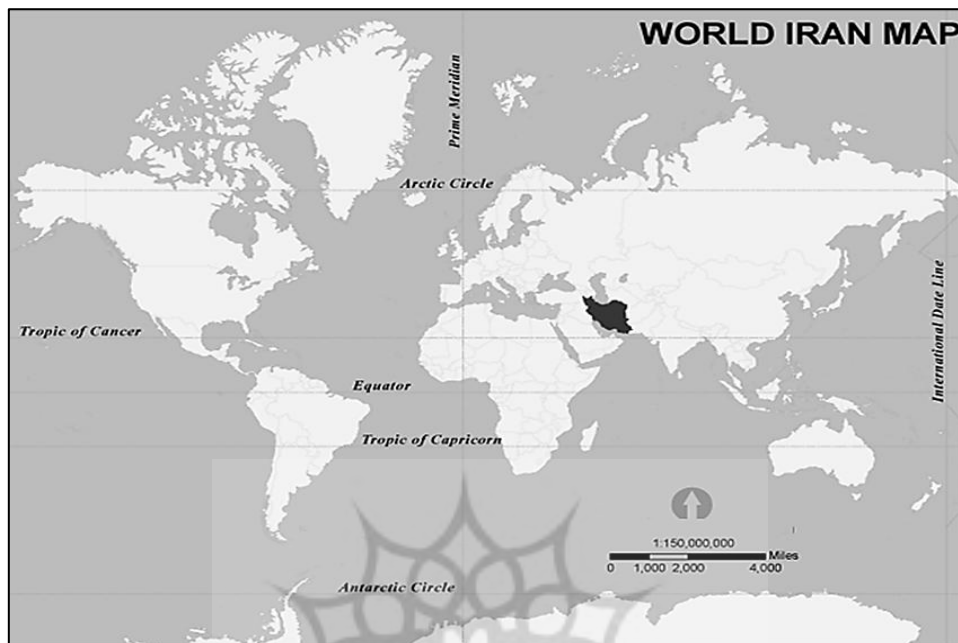 WORLD IRAN MAP
Prime Meridian
Arctic Circle
Tropic of Cancer
International Date Line
Equator
Tropic of Capricorn
1:150,000,000
Miles
0 1,000 2,000 4,000
Antarctic Circle